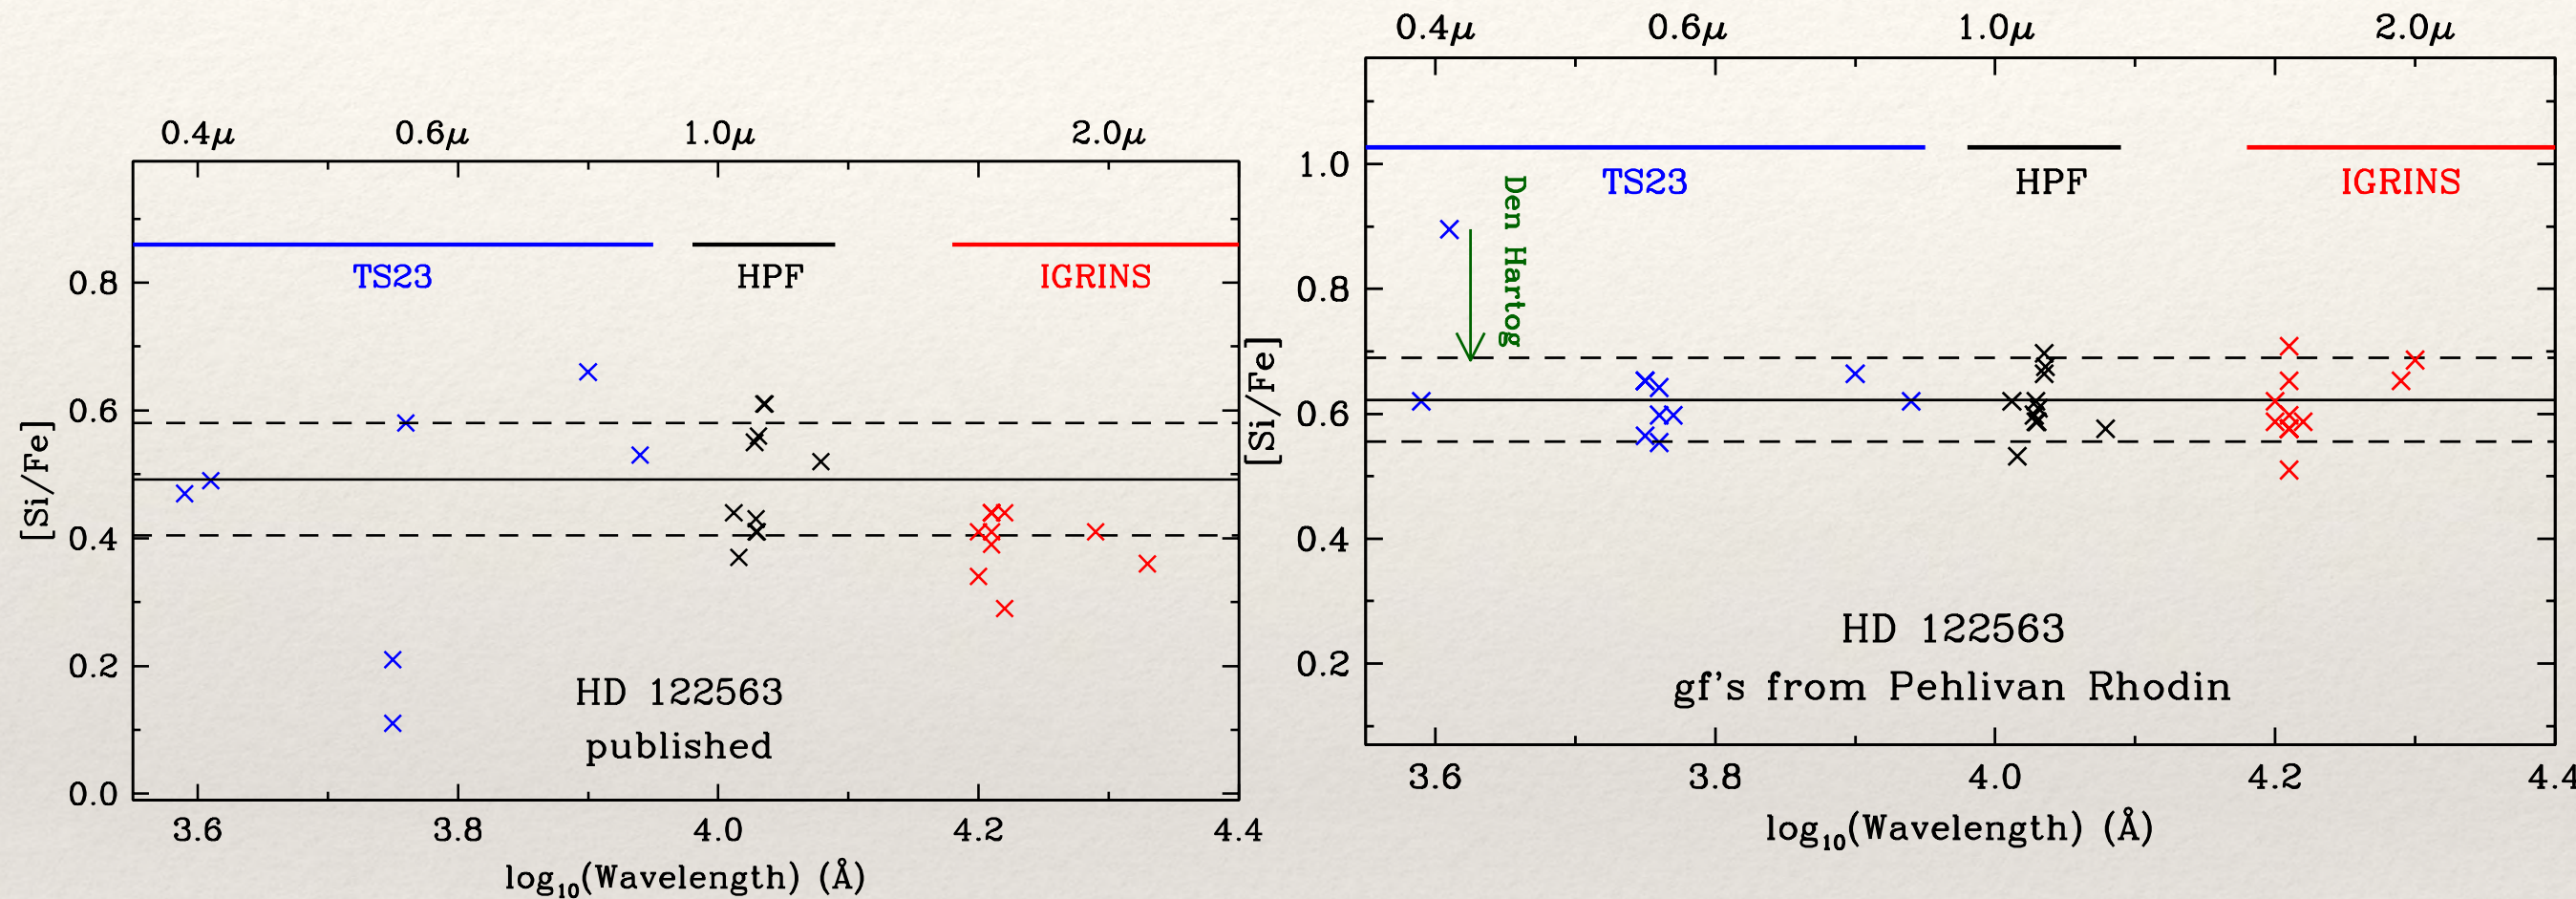 0.4μ 0.6μ 1.0μ 2.0μ
TS23 HPF IGRINS
0.8
0.6
0.4
0.2
0.0
[Si/Fe]
HD 122563
published
3.6 3.8 4.0 4.2 4.4
log₁₀(Wavelength) (Å)
0.4μ 0.6μ 1.0μ 2.0μ
TS23 HPF IGRINS
Den Hartog
1.0
0.8
0.6
0.4
0.2
[Si/Fe]
HD 122563
gf's from Pehlivan Rhodin
3.6 3.8 4.0 4.2 4.4
log₁₀(Wavelength) (Å)